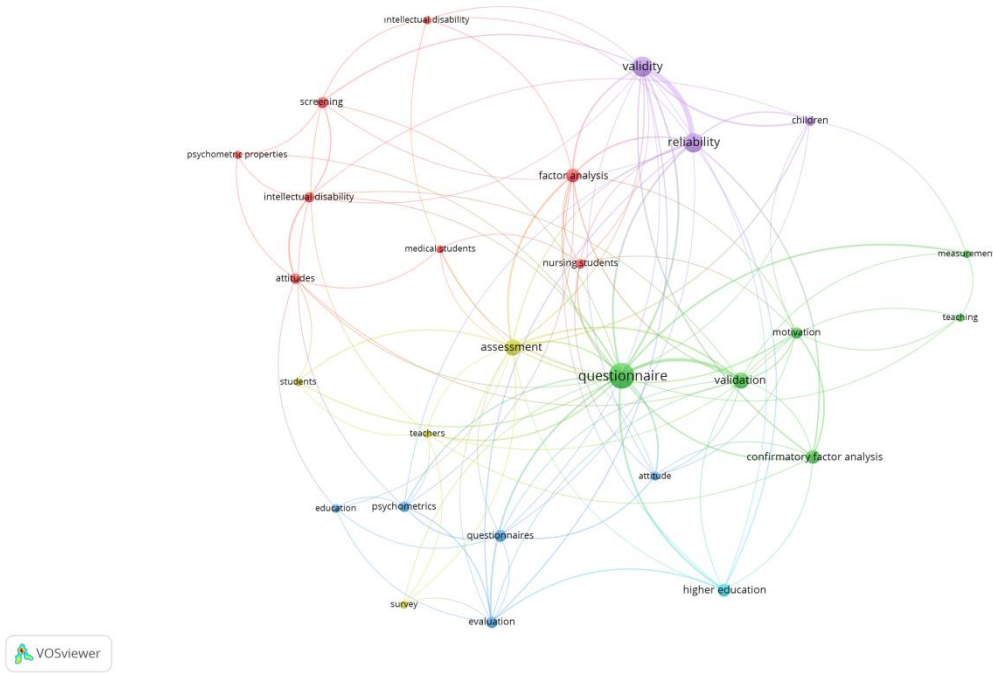 intellectual disability
validity
screening
children
reliability
psychometric properties
factor analysis
intellectual disability
medical students
measurement
nursing students
attitudes
teaching
motivation
assessment
questionnaire
validation
students
teachers
confirmatory factor analysis
attitude
psychometrics
education
questionnaires
higher education
survey
evaluation
VOSviewer